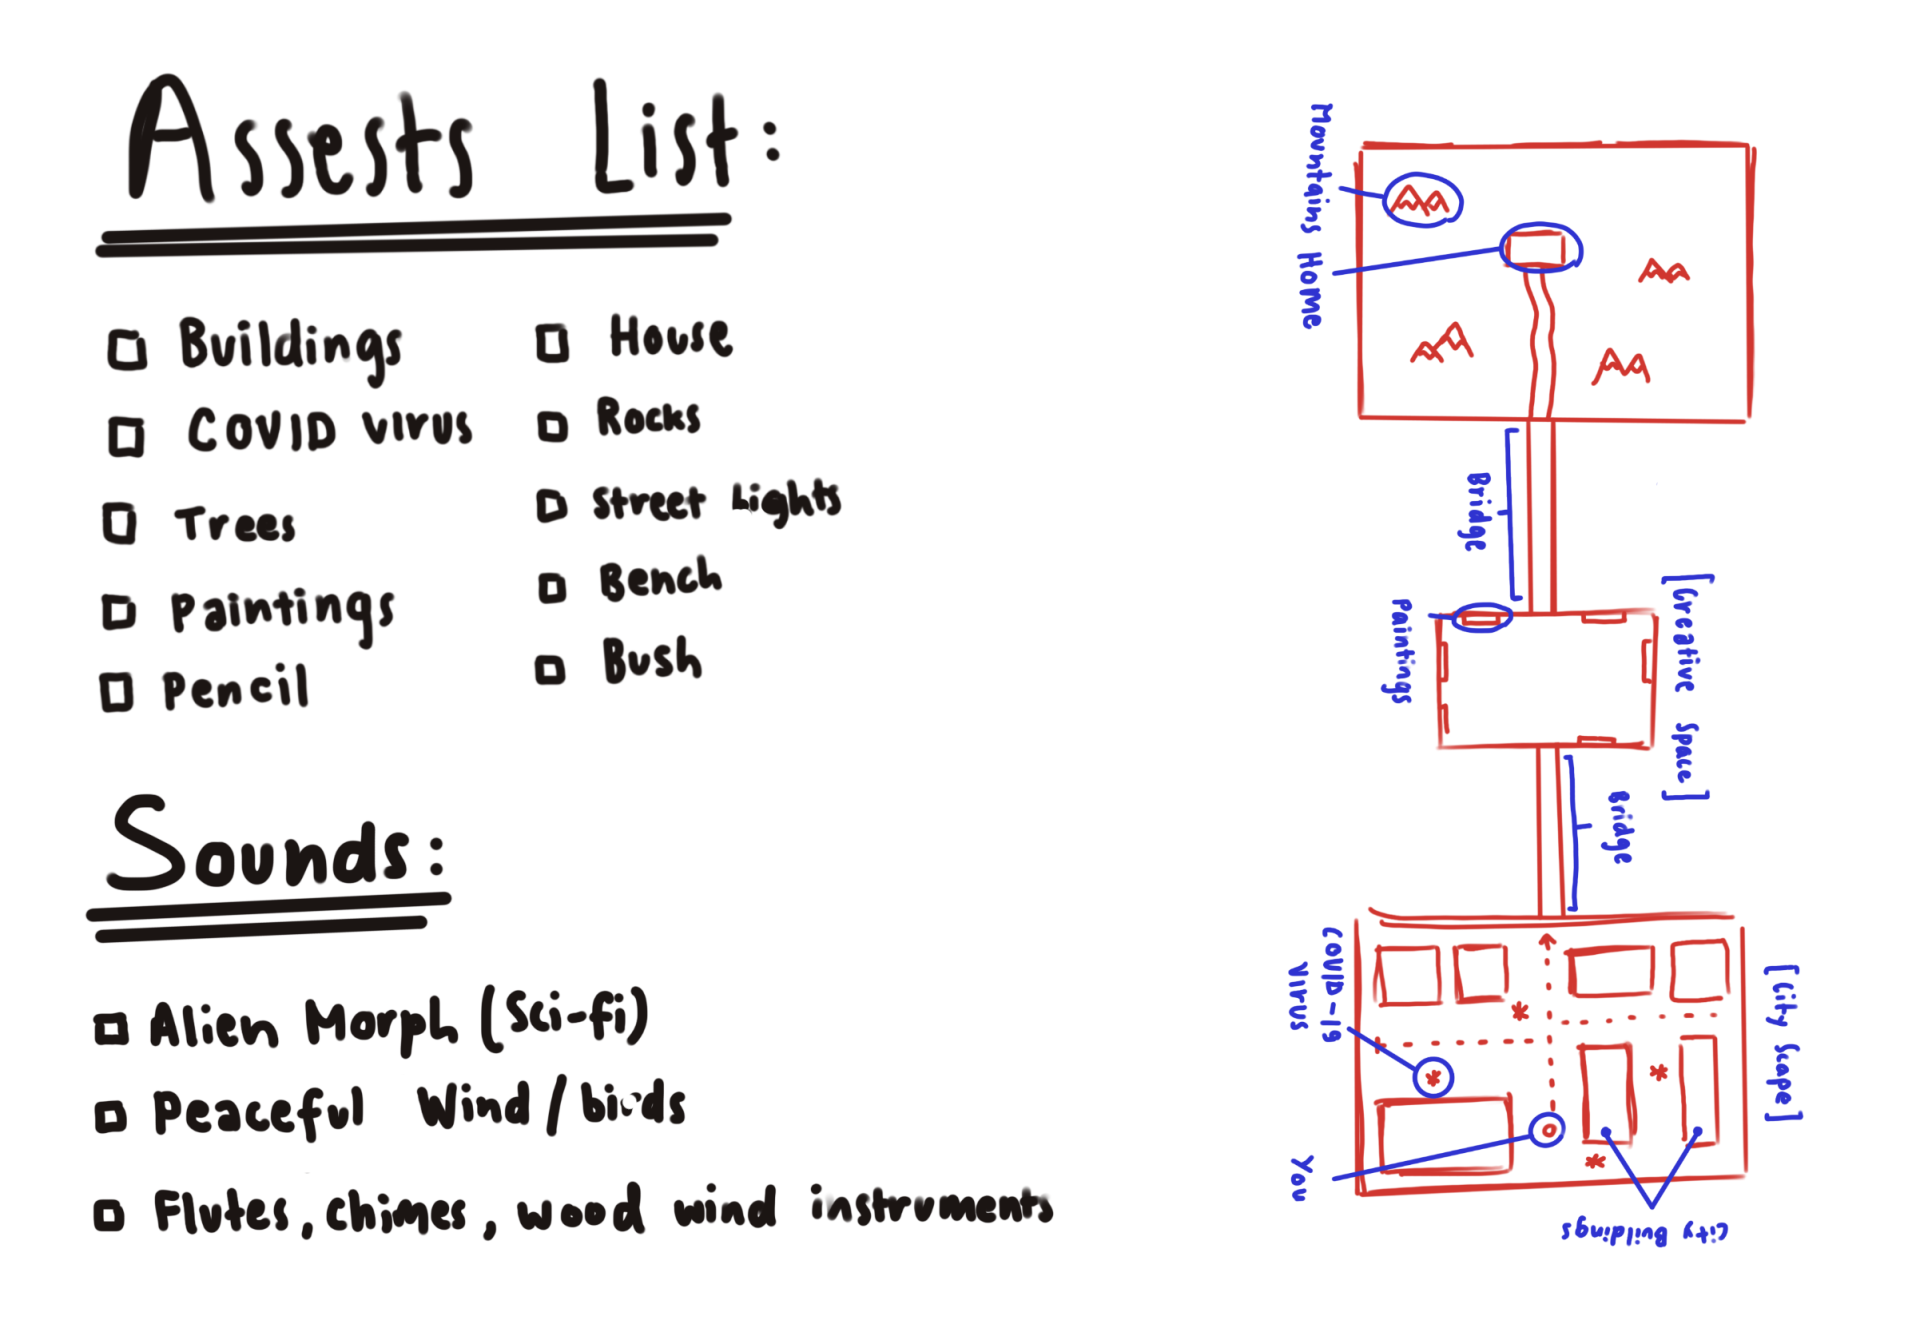 Assests List:
Buildings
COVID virus
Trees
Paintings
Pencil
House
Rocks
Street Lights
Bench
Bush
Sounds:
Alien Morph (Sci-fi)
Peaceful Wind/birds
Flutes, chimes, wood wind instruments
Mountains
Home
Bridge
[Creative Space]
Paintings
Bridge
COVID-19
virus
[City Scape]
You
City Buildings